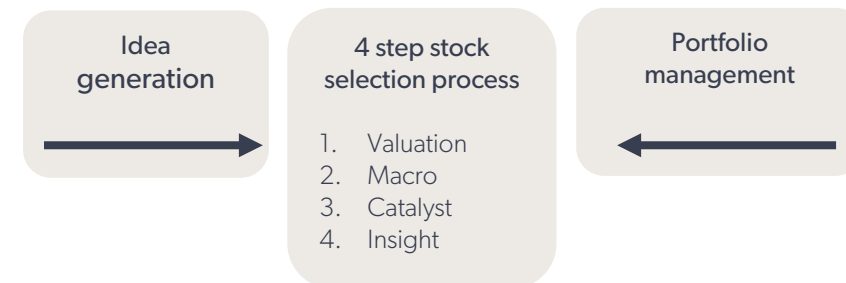 Idea
generation
4 step stock
selection process
1. Valuation
2. Macro
3. Catalyst
4. Insight
Portfolio
management